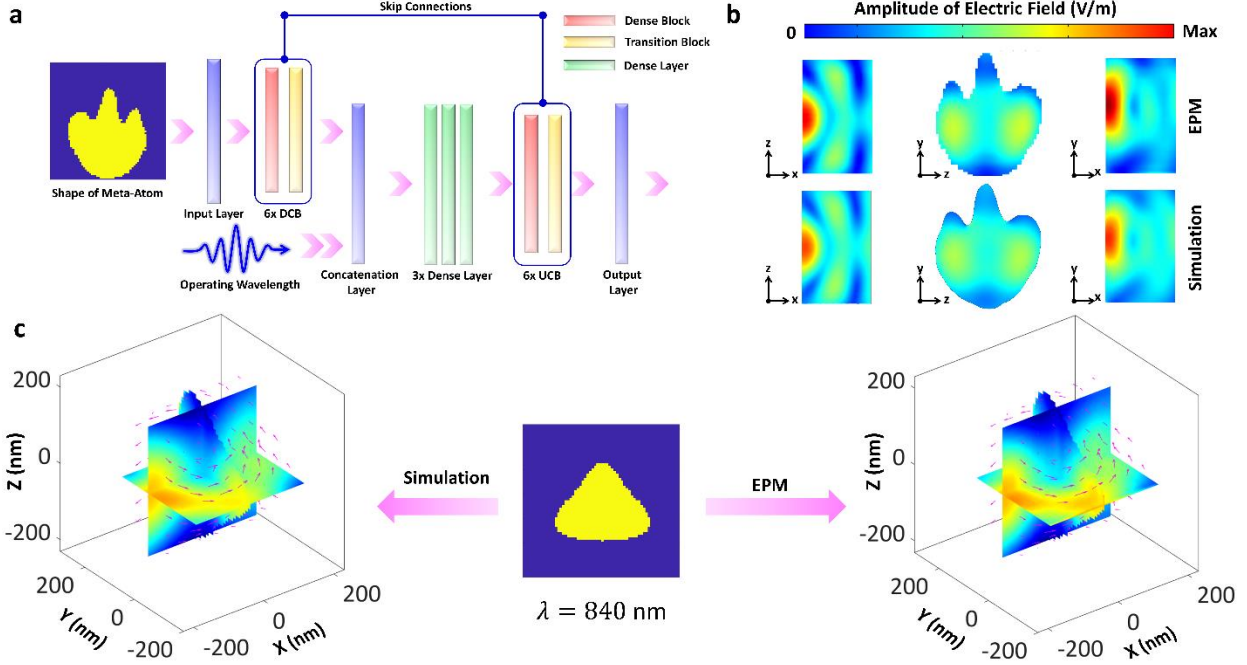 a
Skip Connections
Dense Block
Transition Block
Dense Layer
Shape of Meta-Atom
Input Layer
6x DCB
Operating Wavelength
Concatenation
Layer
3x Dense Layer
6x UCB
Output
Layer
b
Amplitude of Electric Field (V/m)
0
Max
z
x
y
z
y
x
EPM
z
x
y
z
y
x
Simulation
c
200
0
-200
Z (nm)
200
0
-200
Y (nm)
-200
0
200
X (nm)
Simulation
EPM
λ = 840 nm
200
0
-200
Z (nm)
200
0
-200
Y (nm)
-200
0
200
X (nm)